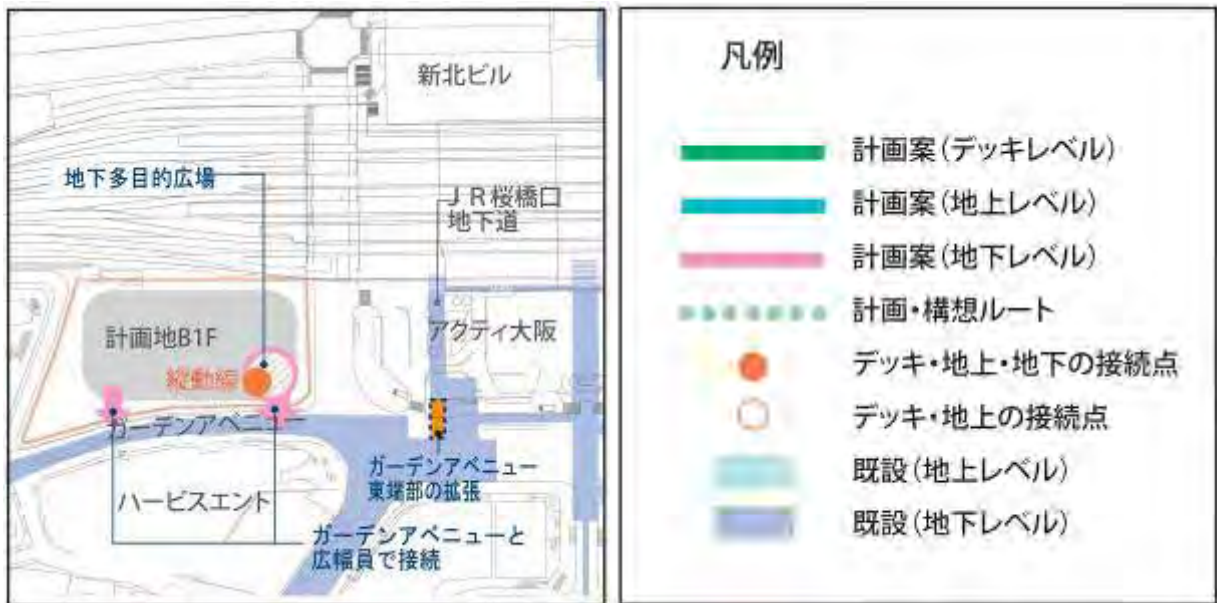 新北ビル
地下多目的広場
JR桜橋口
地下道
計画地B1F
アクティ大阪
縦動線
ガーデンアベニュー
ガーデンアベニュー
東端部の拡張
ハービスエント
ガーデンアベニューと
広幅員で接続
凡例
計画案(デッキレベル)
計画案(地上レベル)
計画案(地下レベル)
計画・構想ルート
デッキ・地上・地下の接続点
デッキ・地上の接続点
既設(地上レベル)
既設(地下レベル)